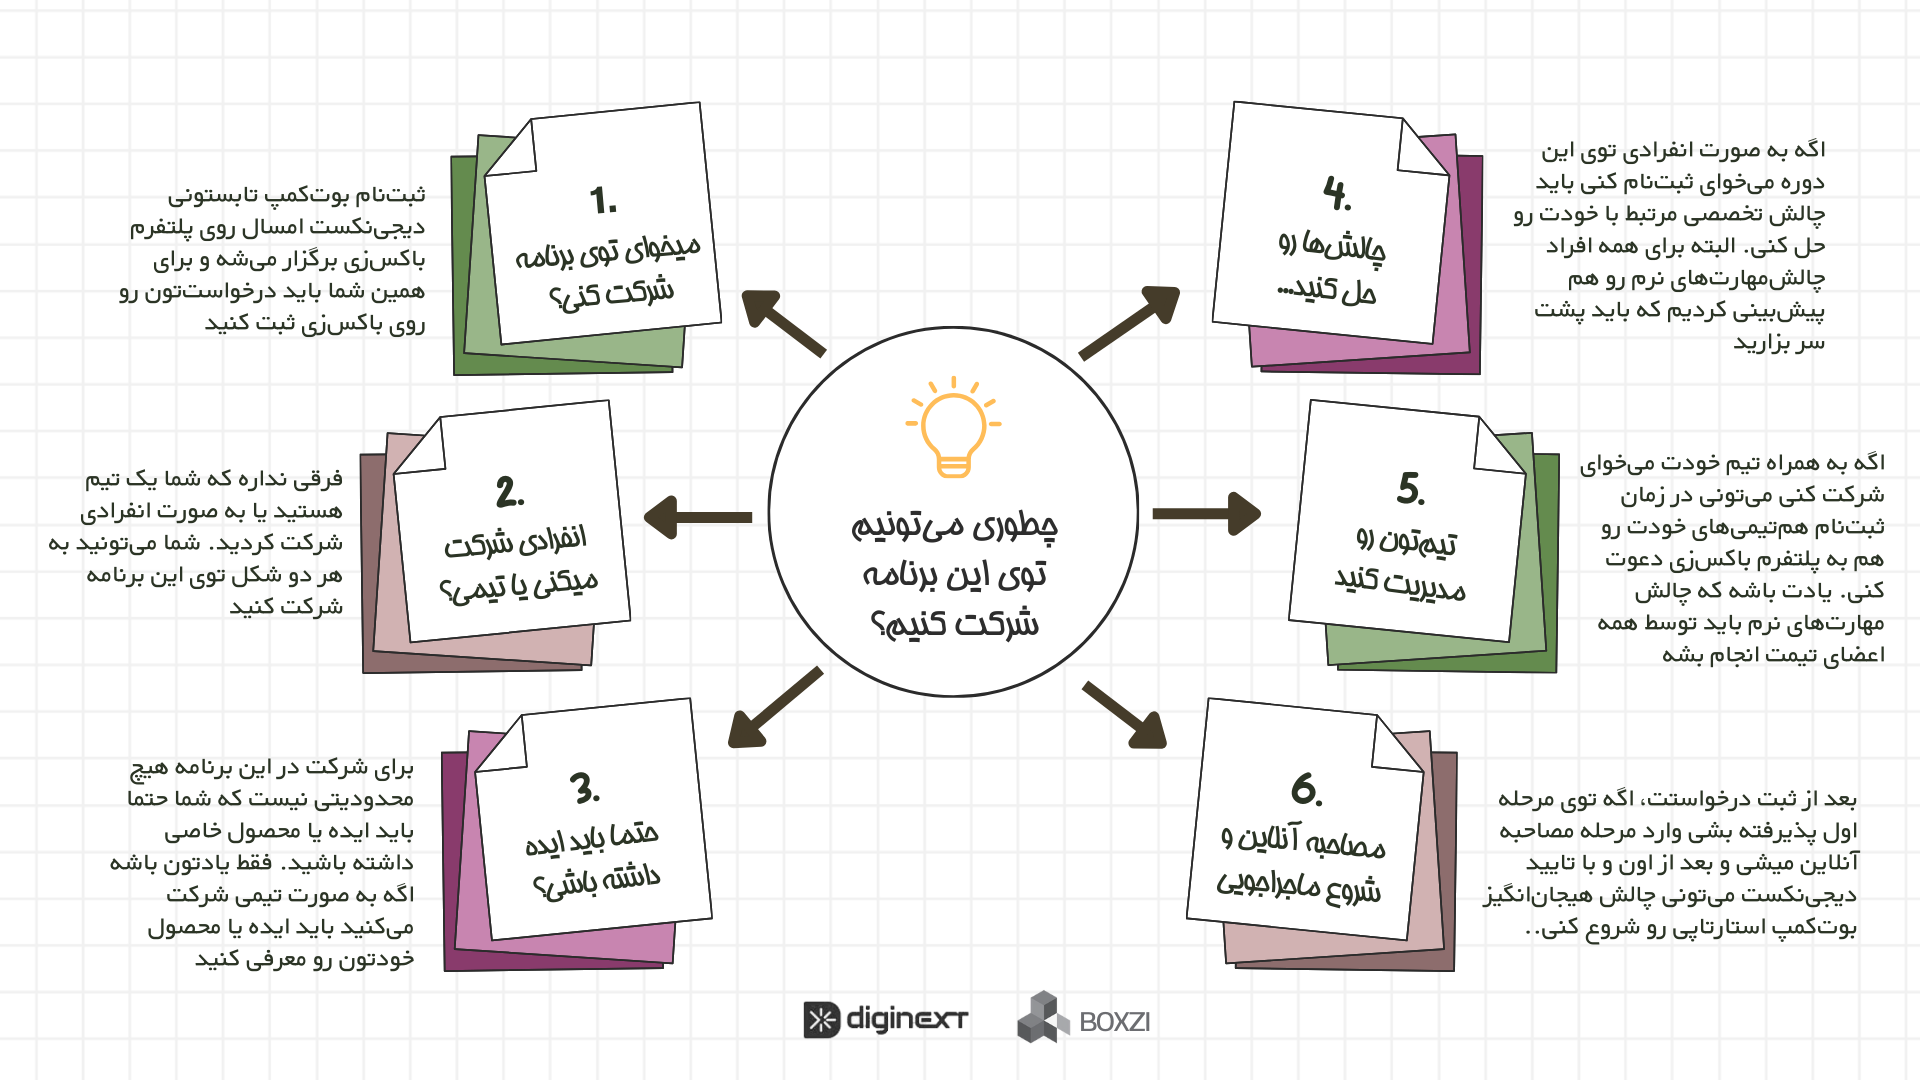 چطوری می‌تونیم
توی این برنامه
شرکت کنیم؟
1.
میخوای توی برنامه
شرکت کنی؟
ثبت‌نام بوت‌کمپ تابستونی
دیجی‌نکست امسال روی پلتفرم
باکس‌زی برگزار می‌شه و برای
همین شما باید درخواست‌تون رو
روی باکس‌زی ثبت کنید
2.
انفرادی شرکت
میکنی یا تیمی؟
فرقی نداره که شما یک تیم
هستید یا به صورت انفرادی
شرکت کردید. شما می‌تونید به
هر دو شکل توی این برنامه
شرکت کنید
3.
حتما باید ایده
داشته باشی؟
برای شرکت در این برنامه هیچ
محدودیتی نیست که شما حتما
باید ایده یا محصول خاصی
داشته باشید. فقط یادتون باشه
اگه به صورت تیمی شرکت
می‌کنید باید ایده یا محصول
خودتون رو معرفی کنید
4.
چالش‌ها رو
حل کنید...
اگه به صورت انفرادی توی این
دوره می‌خوای ثبت‌نام کنی باید
چالش تخصصی مرتبط با خودت رو
حل کنی. البته برای همه افراد
چالش‌مهارت‌های نرم رو هم
پیش‌بینی کردیم که باید پشت
سر بزارید
5.
تیم‌تون رو
مدیریت کنید
اگه به همراه تیم خودت می‌خوای
شرکت کنی می‌تونی در زمان
ثبت‌نام هم‌تیمی‌های خودت رو
هم به پلتفرم باکس‌زی دعوت
کنی. یادت باشه که چالش
مهارت‌های نرم باید توسط همه
اعضای تیمت انجام بشه
6.
مصاحبه آنلاین و
شروع ماجراجویی
بعد از ثبت درخواستت، اگه توی مرحله
اول پذیرفته بشی وارد مرحله مصاحبه
آنلاین میشی و بعد از اون و با تایید
دیجی‌نکست می‌تونی چالش هیجان‌انگیز
بوت‌کمپ استارتاپی رو شروع کنی..
diginext
BOXZI